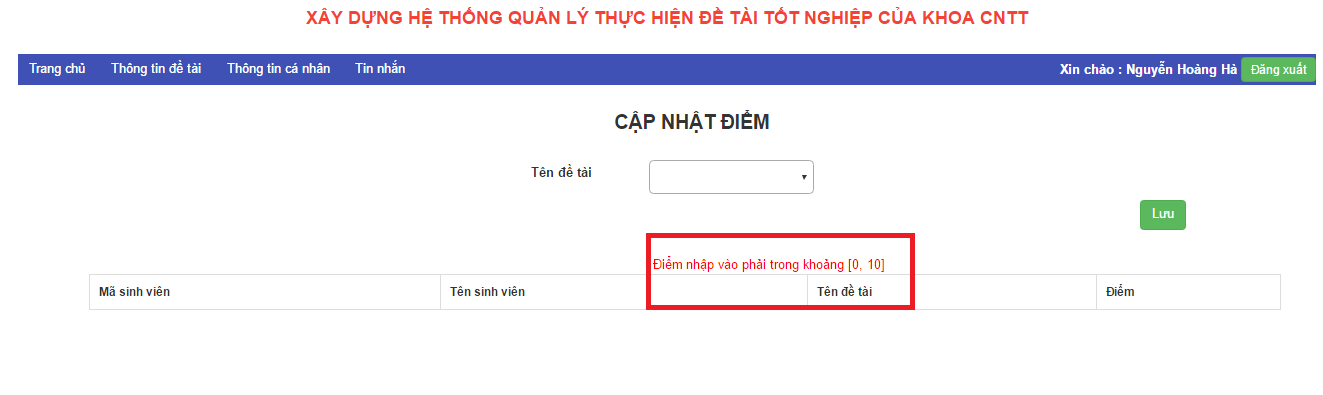 XÂY DỰNG HỆ THỐNG QUẢN LÝ THỰC HIỆN ĐỀ TÀI TỐT NGHIỆP CỦA KHOA CNTT
Trang chủ Thông tin đề tài Thông tin cá nhân Tin nhắn Xin chào : Nguyễn Hoàng Hà Đăng xuất
CẬP NHẬT ĐIỂM
Tên đề tài
Lưu
Điểm nhập vào phải trong khoảng [0, 10]
Mã sinh viên Tên sinh viên Tên đề tài Điểm